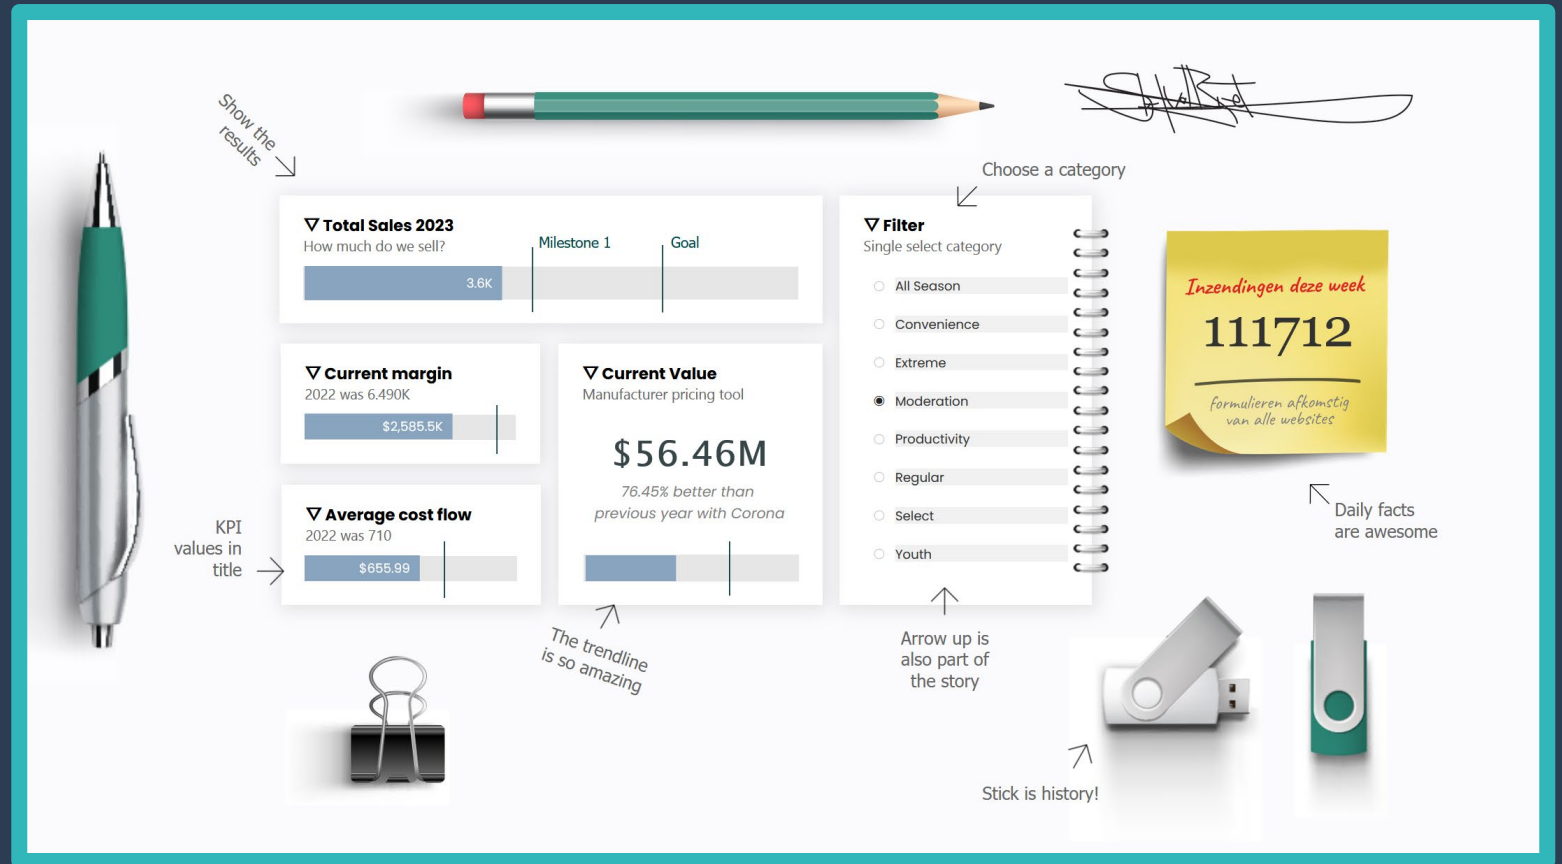 Show the
results
Choose a category
Total Sales 2023
How much do we sell?
Milestone 1
Goal
3.6K
Current margin
2022 was 6.490K
$2,585.5K
Average cost flow
2022 was 710
$655.99
KPI
values in
title
Current Value
Manufacturer pricing tool
$56.46M
76.45% better than
previous year with Corona
The trendline
is so amazing
Filter
Single select category
All Season
Convenience
Extreme
Moderation
Productivity
Regular
Select
Youth
Arrow up is
also part of
the story
Inzendingen deze week
111712
formulieren afkomstig
van alle websites
Daily facts
are awesome
Stick is history!